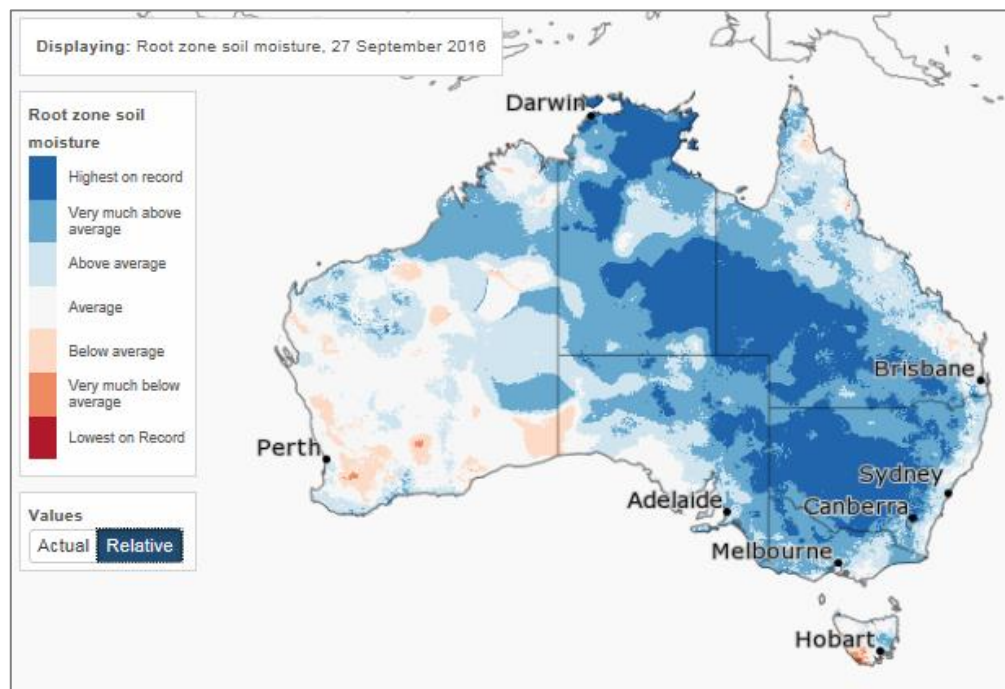 Displaying: Root zone soil moisture, 27 September 2016
Root zone soil
moisture
Highest on record
Very much above
average
Above average
Average
Below average
Very much below
average
Lowest on Record
Values
Actual
Relative
Darwin
Brisbane
Perth
Sydney
Adelaide
Canberra
Melbourne
Hobart